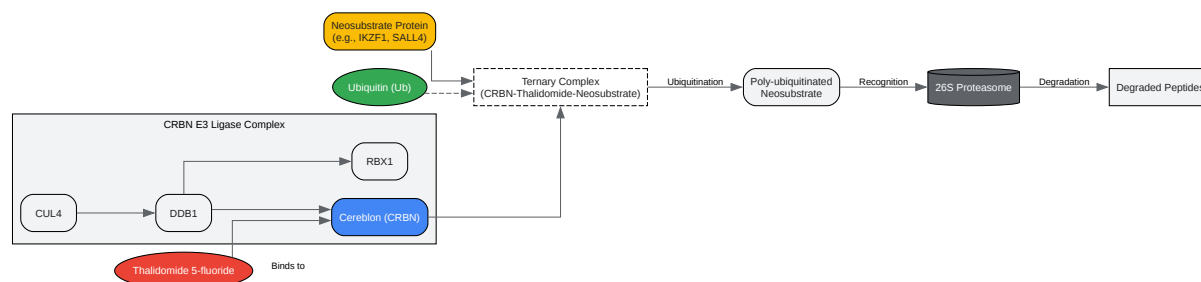 Neosubstrate Protein
(e.g., IKZF1, SALL4)
Ubiquitin (Ub)
Ternary Complex
(CRBN-Thalidomide-Neosubstrate)
Ubiquitination
Poly-ubiquitinated
Neosubstrate
Recognition
26S Proteasome
Degradation
Degraded Peptides
CRBN E3 Ligase Complex
RBX1
CUL4
DDB1
Cereblon (CRBN)
Thalidomide 5-fluoride
Binds to